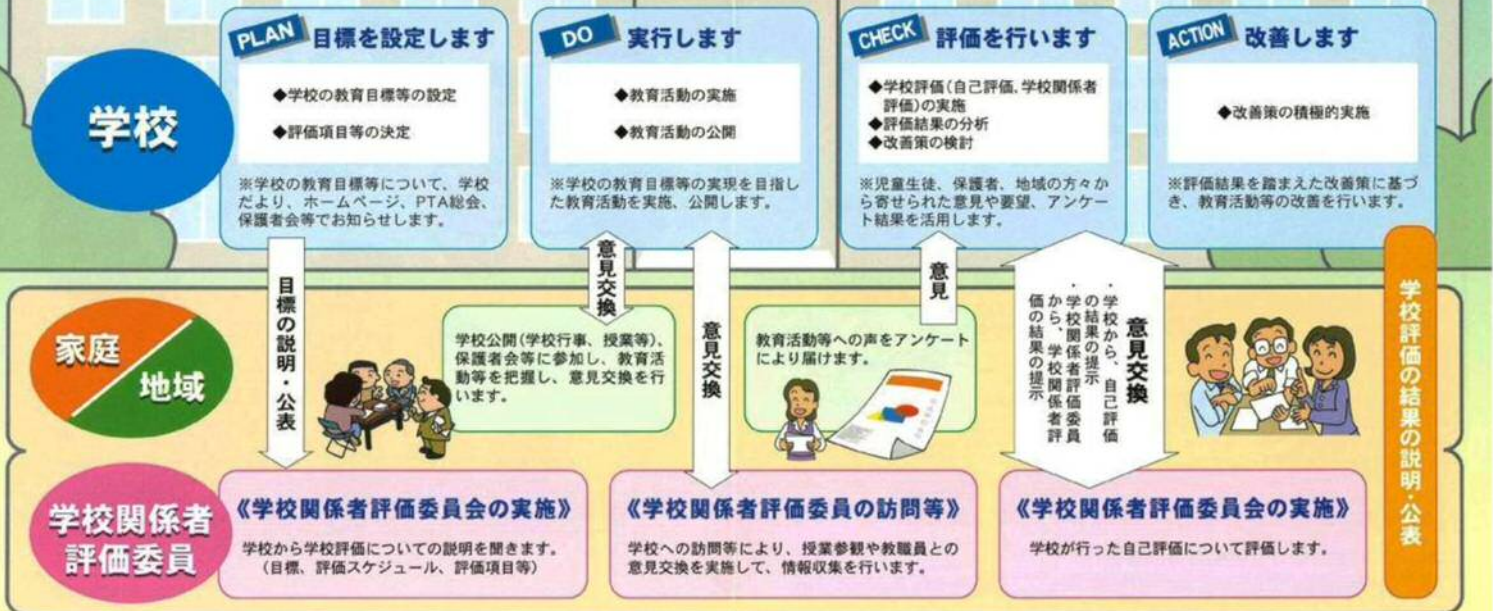 学校
PLAN 目標を設定します
◆学校の教育目標等の設定
◆評価項目等の決定
※学校の教育目標等について、学校
だより、ホームページ、PTA総会、
保護者会等でお知らせします。
DO 実行します
◆教育活動の実施
◆教育活動の公開
※学校の教育目標等の実現を目指し
た教育活動を実施、公開します。
CHECK 評価を行います
◆学校評価(自己評価、学校関係者
評価)の実施
◆評価結果の分析
◆改善策の検討
※児童生徒、保護者、地域の方々か
ら寄せられた意見や要望、アンケー
ト結果を活用します。
ACTION 改善します
◆改善策の積極的実施
※評価結果を踏まえた改善策に基づ
き、教育活動等の改善を行います。
家庭
地域
目標の説明・公表
意見交換
学校公開(学校行事、授業等)、
保護者会等に参加し、教育活
動等を把握し、意見交換を行
います。
意見交換
意見
教育活動等への声をアンケート
により届けます。
意見交換
・学校から、自己評価
の結果の提示
・学校関係者評価委員
から、学校関係者評
価の結果の提示
学校評価の結果の説明・公表
学校関係者
評価委員
《学校関係者評価委員会の実施》
学校から学校評価についての説明を聞きます。
(目標、評価スケジュール、評価項目等)
《学校関係者評価委員の訪問等》
学校への訪問等により、授業参観や教職員との
意見交換を実施して、情報収集を行います。
《学校関係者評価委員会の実施》
学校が行った自己評価について評価します。